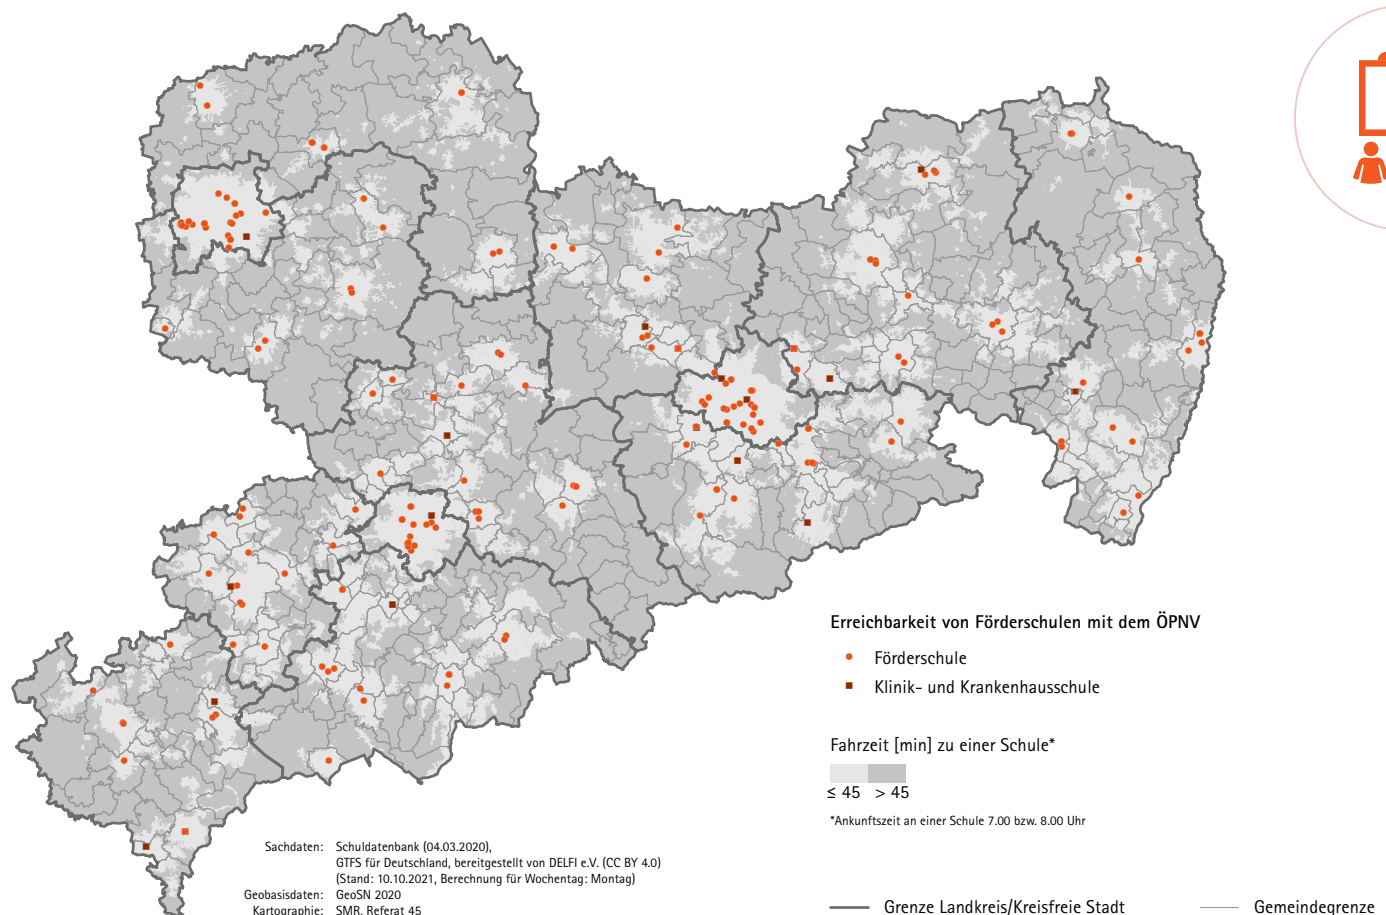 Erreichbarkeit von Förderschulen mit dem ÖPNV
Förderschule
Klinik- und Krankenhausschule
Fahrzeit [min] zu einer Schule*
≤ 45 > 45
*Ankunftszeit an einer Schule 7.00 bzw. 8.00 Uhr
Sachdaten: Schuldatenbank (04.03.2020),
GTFS für Deutschland, bereitgestellt von DELFI e.V. (CC BY 4.0)
(Stand: 10.10.2021, Berechnung für Wochentag: Montag)
Geobasisdaten: GeoSN 2020
Kartographie: SMR, Referat 45
Grenze Landkreis/Kreisfreie Stadt
Gemeindegrenze